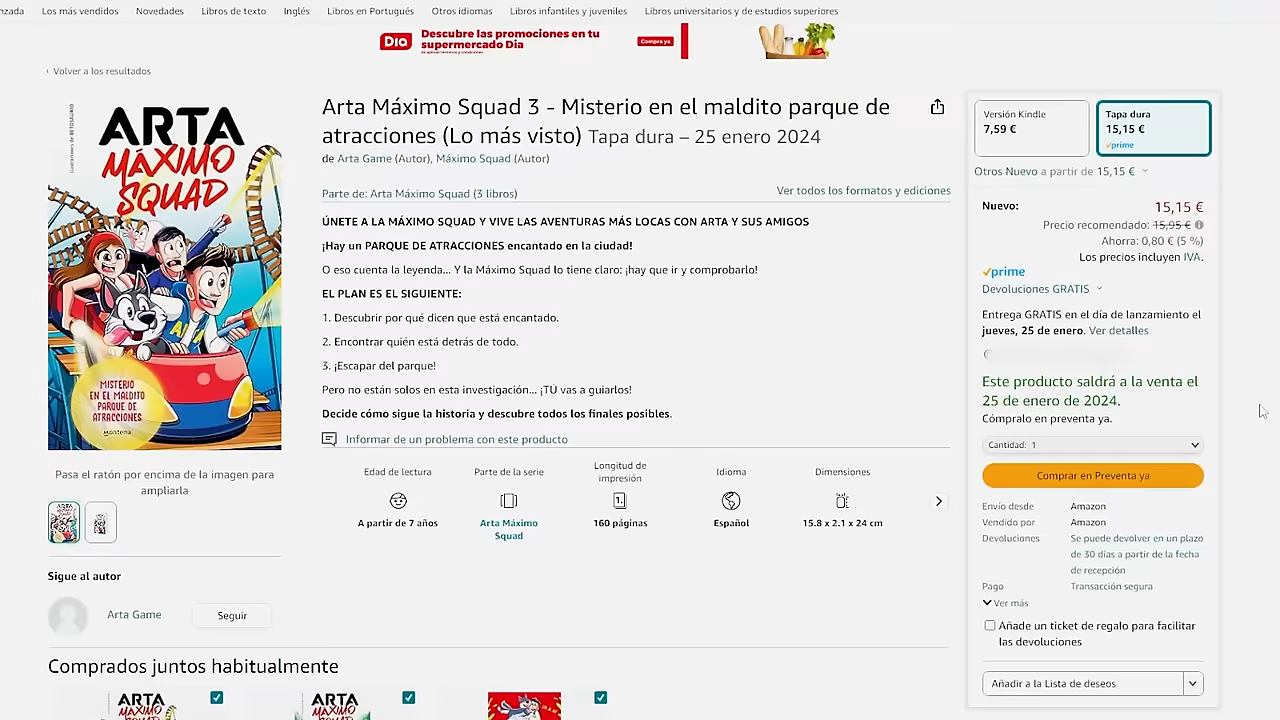 nzada Los más vendidos Novedades Libros de texto Inglés Libros en Portugués Otros idiomas Libros infantiles y juveniles Libros universitarios y de estudios superiores
Dia Descubre las promociones en tu
supermercado Dia
Compra ya
‹ Volver a los resultados
ARTA
MÁXIMO
SQUAD
MISTERIO
EN EL MALDITO
PARQUE DE
ATRACCIONES
Montena
Pasa el ratón por encima de la imagen para
ampliarla
Sigue al autor
Arta Game Seguir
Arta Máximo Squad 3 - Misterio en el maldito parque de
atracciones (Lo más visto) Tapa dura – 25 enero 2024
de Arta Game (Autor), Máximo Squad (Autor)
Parte de: Arta Máximo Squad (3 libros)
Ver todos los formatos y ediciones
ÚNETE A LA MÁXIMO SQUAD Y VIVE LAS AVENTURAS MÁS LOCAS CON ARTA Y SUS AMIGOS
¡Hay un PARQUE DE ATRACCIONES encantado en la ciudad!
O eso cuenta la leyenda... Y la Máximo Squad lo tiene claro: ¡hay que ir y comprobarlo!
EL PLAN ES EL SIGUIENTE:
1. Descubrir por qué dicen que está encantado.
2. Encontrar quién está detrás de todo.
3. ¡Escapar del parque!
Pero no están solos en esta investigación... ¡TÚ vas a guiarlos!
Decide cómo sigue la historia y descubre todos los finales posibles.
Informar de un problema con este producto
Edad de lectura
A partir de 7 años
Parte de la serie
Arta Máximo
Squad
Longitud de
impresión
160 páginas
Idioma
Español
Dimensiones
15.8 x 2.1 x 24 cm
Versión Kindle
7,59 €
Tapa dura
15,15 €
prime
Otros Nuevo a partir de 15,15 €
Nuevo: 15,15 €
Precio recomendado: 15,95 €
Ahorra: 0,80 € (5 %)
Los precios incluyen IVA.
prime
Devoluciones GRATIS
Entrega GRATIS en el día de lanzamiento el
jueves, 25 de enero. Ver detalles
Este producto saldrá a la venta el
25 de enero de 2024.
Cómpralo en preventa ya.
Cantidad: 1
Comprar en Preventa ya
Envío desde Amazon
Vendido por Amazon
Devoluciones Se puede devolver en un plazo
de 30 días a partir de la fecha
de recepción
Pago Transacción segura
Ver más
Añade un ticket de regalo para facilitar
las devoluciones
Añadir a la Lista de deseos
Comprados juntos habitualmente
ARTA
ARTA